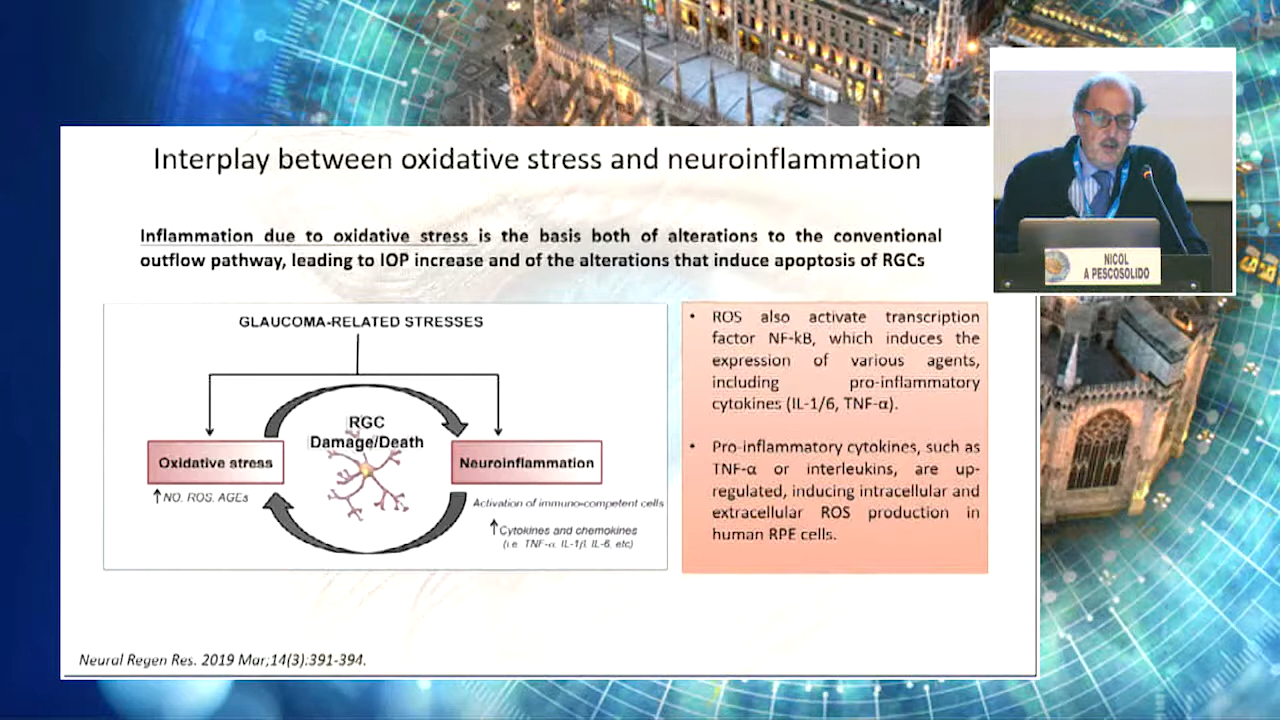 Interplay between oxidative stress and neuroinflammation
Inflammation due to oxidative stress is the basis both of alterations to the conventional
outflow pathway, leading to IOP increase and of the alterations that induce apoptosis of RGCs
GLAUCOMA-RELATED STRESSES
RGC
Damage/Death
Oxidative stress
↑NO, ROS, AGEs
Neuroinflammation
Activation of immuno-competent cells
↑Cytokines and chemokines
(i.e. TNF-α, IL-1β, IL-6, etc)
• ROS also activate transcription
factor NF-kB, which induces the
expression of various agents,
including pro-inflammatory
cytokines (IL-1/6, TNF-α).
• Pro-inflammatory cytokines, such as
TNF-α or interleukins, are up-
regulated, inducing intracellular and
extracellular ROS production in
human RPE cells.
Neural Regen Res. 2019 Mar;14(3):391-394.
NICOL
A PESCOSOLIDO